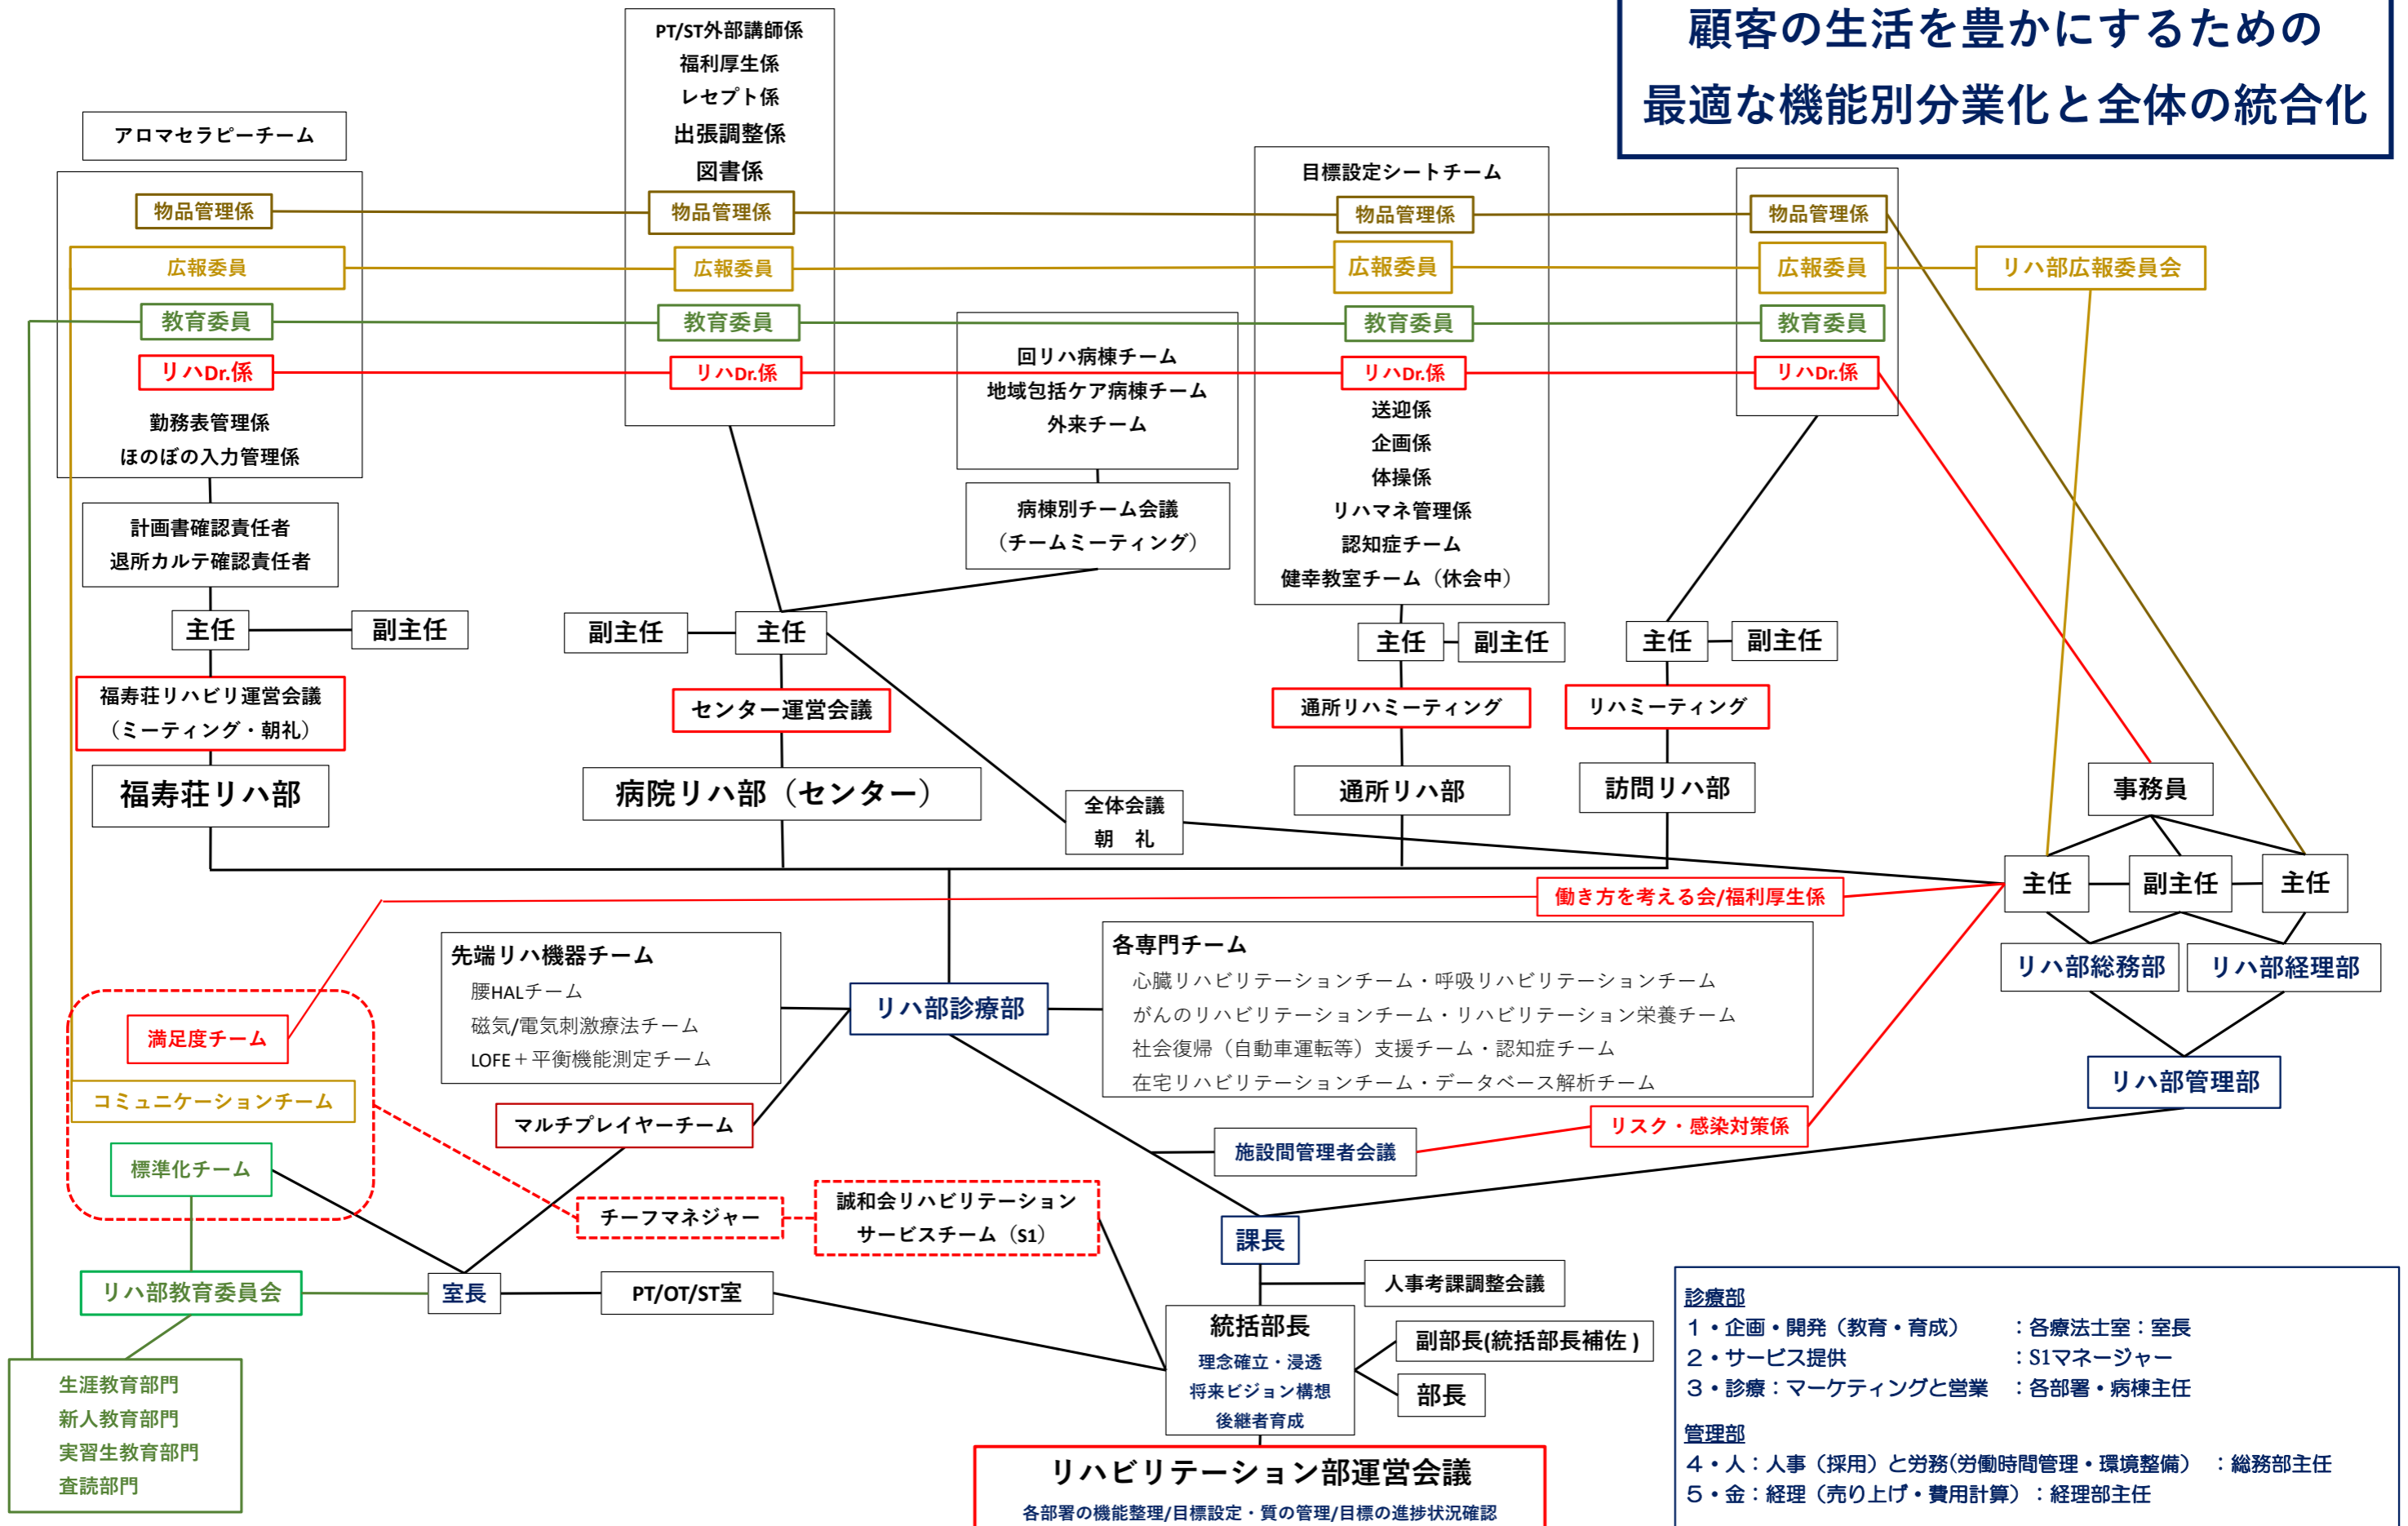 顧客の生活を豊かにするための
最適な機能別分業化と全体の統合化
アロマセラピーチーム
物品管理係
広報委員
教育委員
リハDr.係
勤務表管理係
ほのぼの入力管理係
計画書確認責任者
退所カルテ確認責任者
主任
副主任
福寿荘リハビリ運営会議
（ミーティング・朝礼）
福寿荘リハ部
PT/ST外部講師係
福利厚生係
レセプト係
出張調整係
図書係
物品管理係
広報委員
教育委員
リハDr.係
回リハ病棟チーム
地域包括ケア病棟チーム
外来チーム
病棟別チーム会議
（チームミーティング）
副主任
主任
センター運営会議
病院リハ部（センター）
全体会議
朝　礼
目標設定シートチーム
物品管理係
広報委員
教育委員
リハDr.係
送迎係
企画係
体操係
リハマネ管理係
認知症チーム
健幸教室チーム（休会中）
主任
副主任
通所リハミーティング
通所リハ部
物品管理係
広報委員
教育委員
リハDr.係
主任
副主任
リハミーティング
訪問リハ部
リハ部広報委員会
事務員
主任
副主任
主任
リハ部総務部
リハ部経理部
リハ部管理部
働き方を考える会/福利厚生係
先端リハ機器チーム
腰HALチーム
磁気/電気刺激療法チーム
LOFE＋平衡機能測定チーム
リハ部診療部
各専門チーム
心臓リハビリテーションチーム・呼吸リハビリテーションチーム
がんのリハビリテーションチーム・リハビリテーション栄養チーム
社会復帰（自動車運転等）支援チーム・認知症チーム
在宅リハビリテーションチーム・データベース解析チーム
満足度チーム
コミュニケーションチーム
標準化チーム
マルチプレイヤーチーム
施設間管理者会議
リスク・感染対策係
チーフマネジャー
誠和会リハビリテーション
サービスチーム（S1）
課長
リハ部教育委員会
室長
PT/OT/ST室
人事考課調整会議
統括部長
理念確立・浸透
将来ビジョン構想
後継者育成
副部長(統括部長補佐 )
部長
生涯教育部門
新人教育部門
実習生教育部門
査読部門
リハビリテーション部運営会議
各部署の機能整理/目標設定・質の管理/目標の進捗状況確認
診療部
１・企画・開発（教育・育成）　：各療法士室：室長
２・サービス提供　：S1マネージャー
３・診療：マーケティングと営業　：各部署・病棟主任
管理部
４・人：人事（採用）と労務(労働時間管理・環境整備）　：総務部主任
５・金：経理（売り上げ・費用計算）：経理部主任